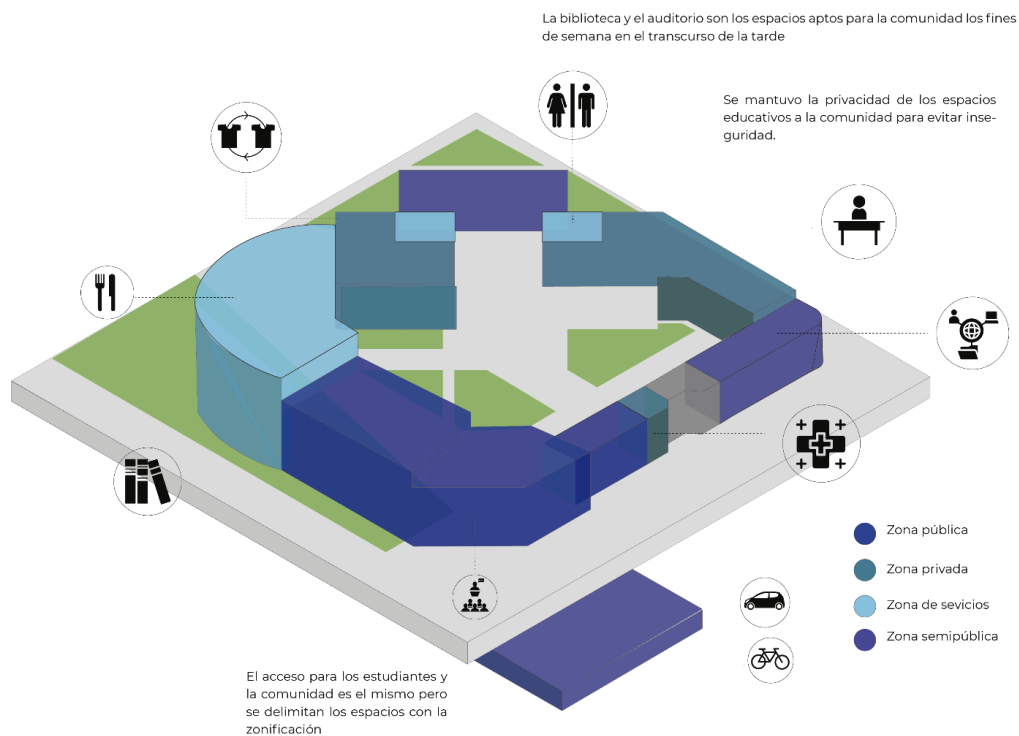 La biblioteca y el auditorio son los espacios aptos para la comunidad los fines
de semana en el transcurso de la tarde
Se mantuvo la privacidad de los espacios
educativos a la comunidad para evitar inse-
guridad.
Zona pública
Zona privada
Zona de sevicios
Zona semipública
El acceso para los estudiantes y
la comunidad es el mismo pero
se delimitan los espacios con la
zonificación